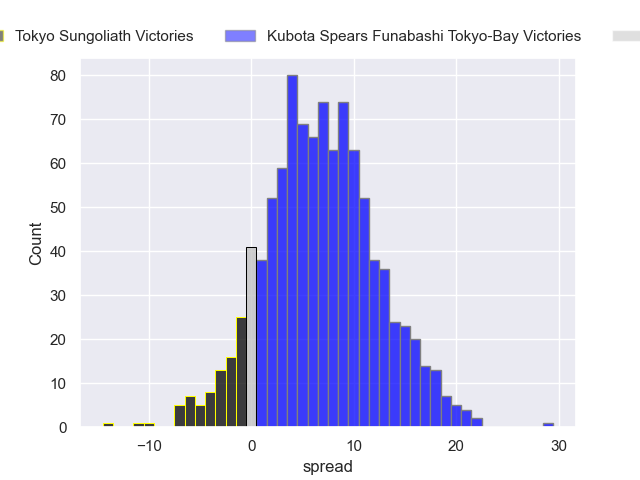 Tokyo Sungoliath Victories Kubota Spears Funabashi Tokyo-Bay Victories
80
70
60
50
40
30
20
10
0
Count
−10 0 10 20 30
spread